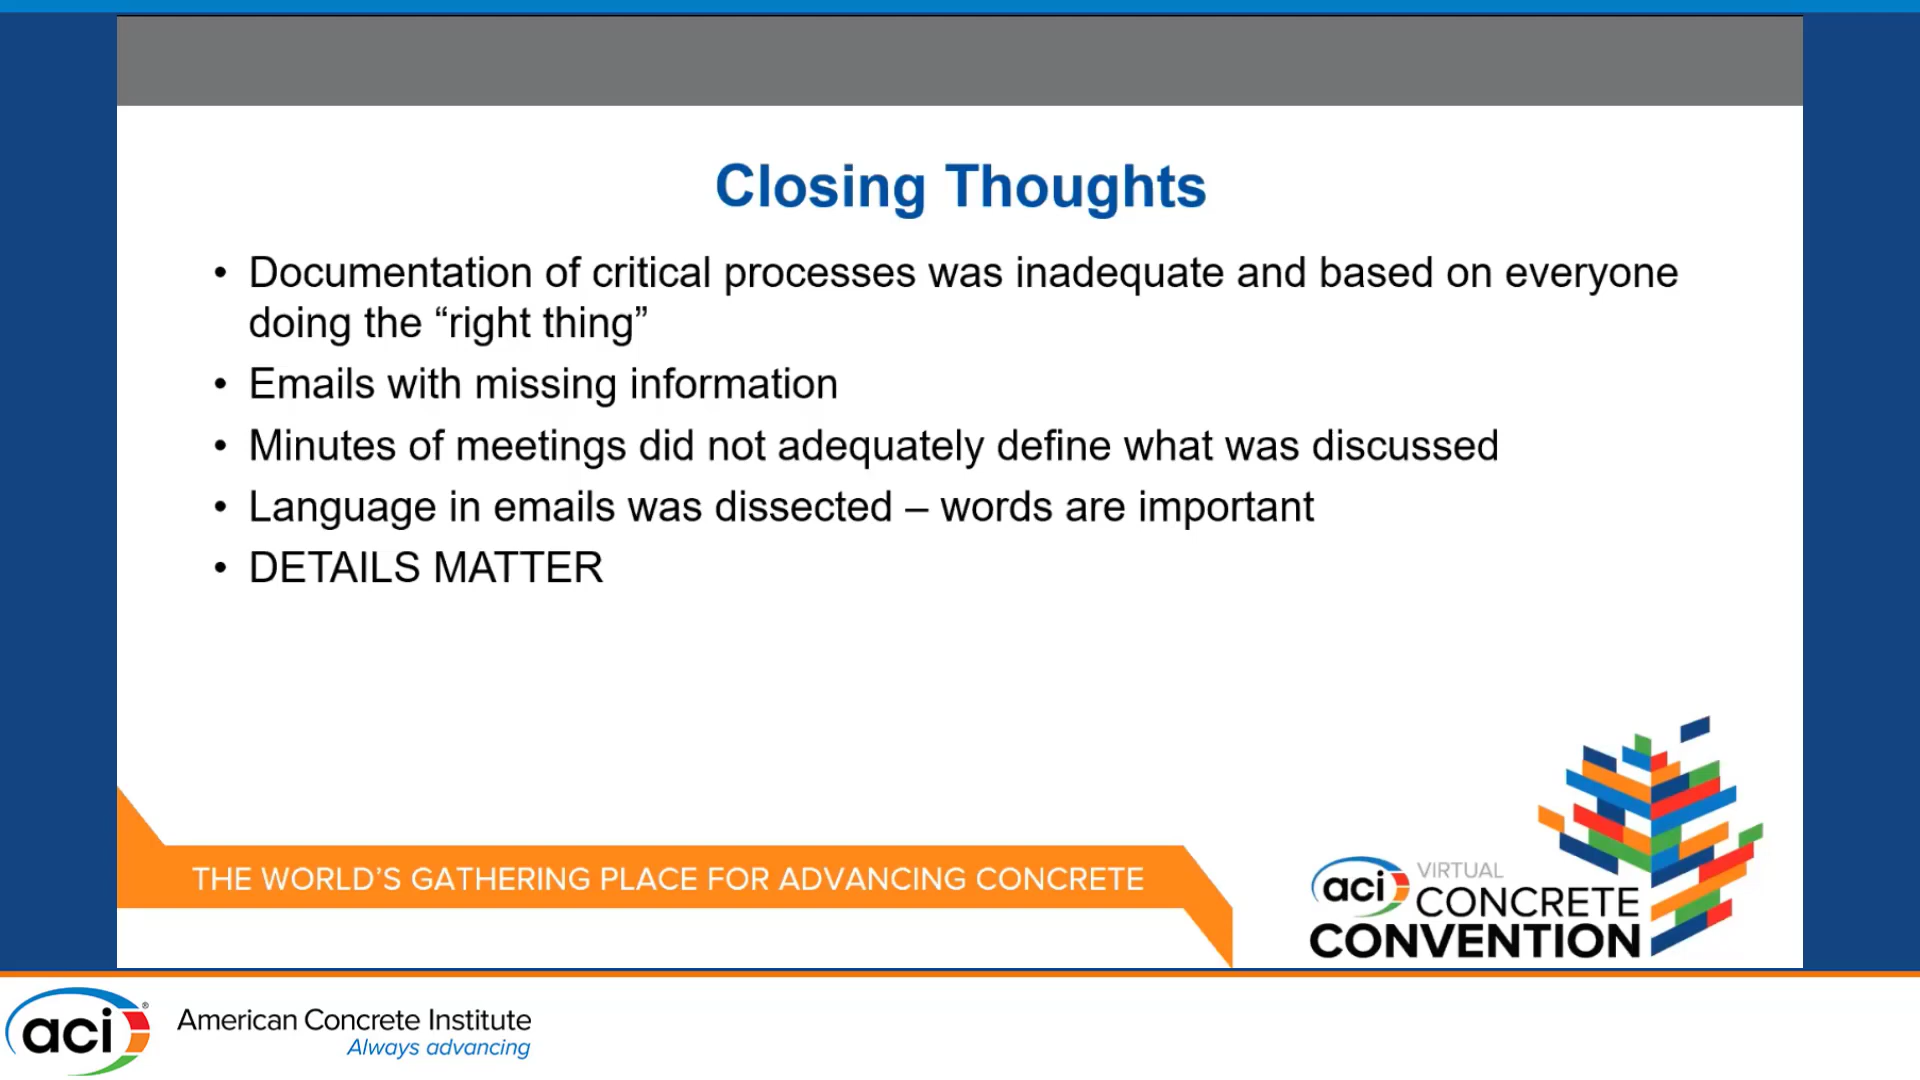 Closing Thoughts
• Documentation of critical processes was inadequate and based on everyone
doing the “right thing”
• Emails with missing information
• Minutes of meetings did not adequately define what was discussed
• Language in emails was dissected – words are important
• DETAILS MATTER
THE WORLD’S GATHERING PLACE FOR ADVANCING CONCRETE
aci VIRTUAL
CONCRETE
CONVENTION
aci®
American Concrete Institute
Always advancing